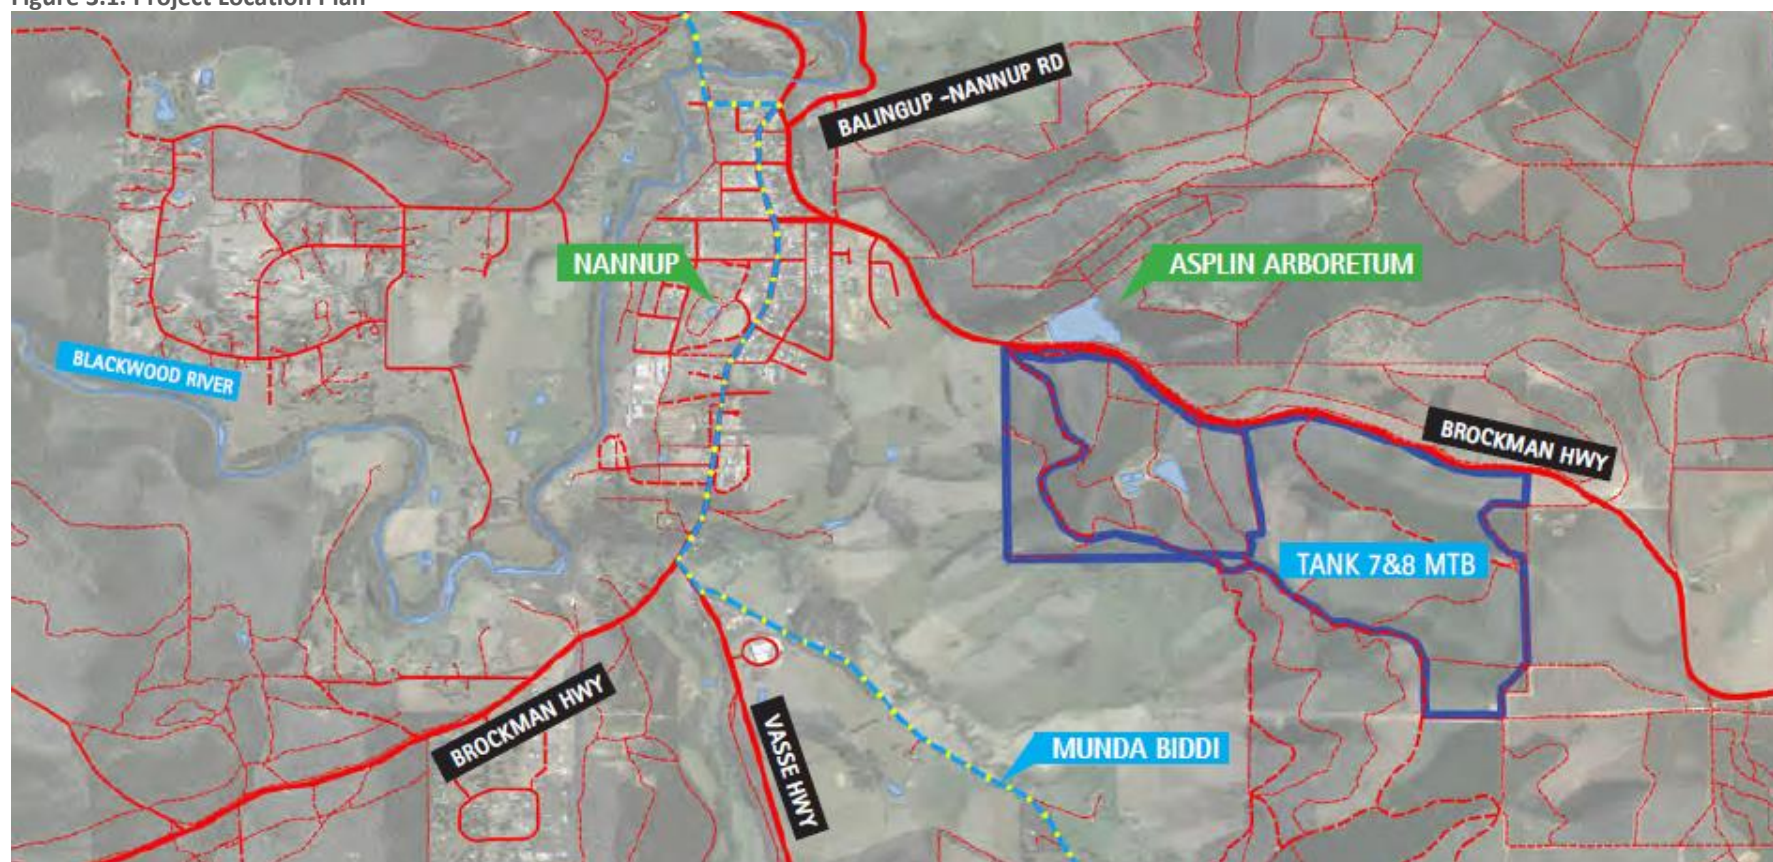 Figure 3.1: Project Location Plan
BALINGUP -NANNUP RD
NANNUP
ASPLIN ARBORETUM
BLACKWOOD RIVER
BROCKMAN HWY
TANK 7&8 MTB
BROCKMAN HWY
VASSE HWY
MUNDA BIDDI